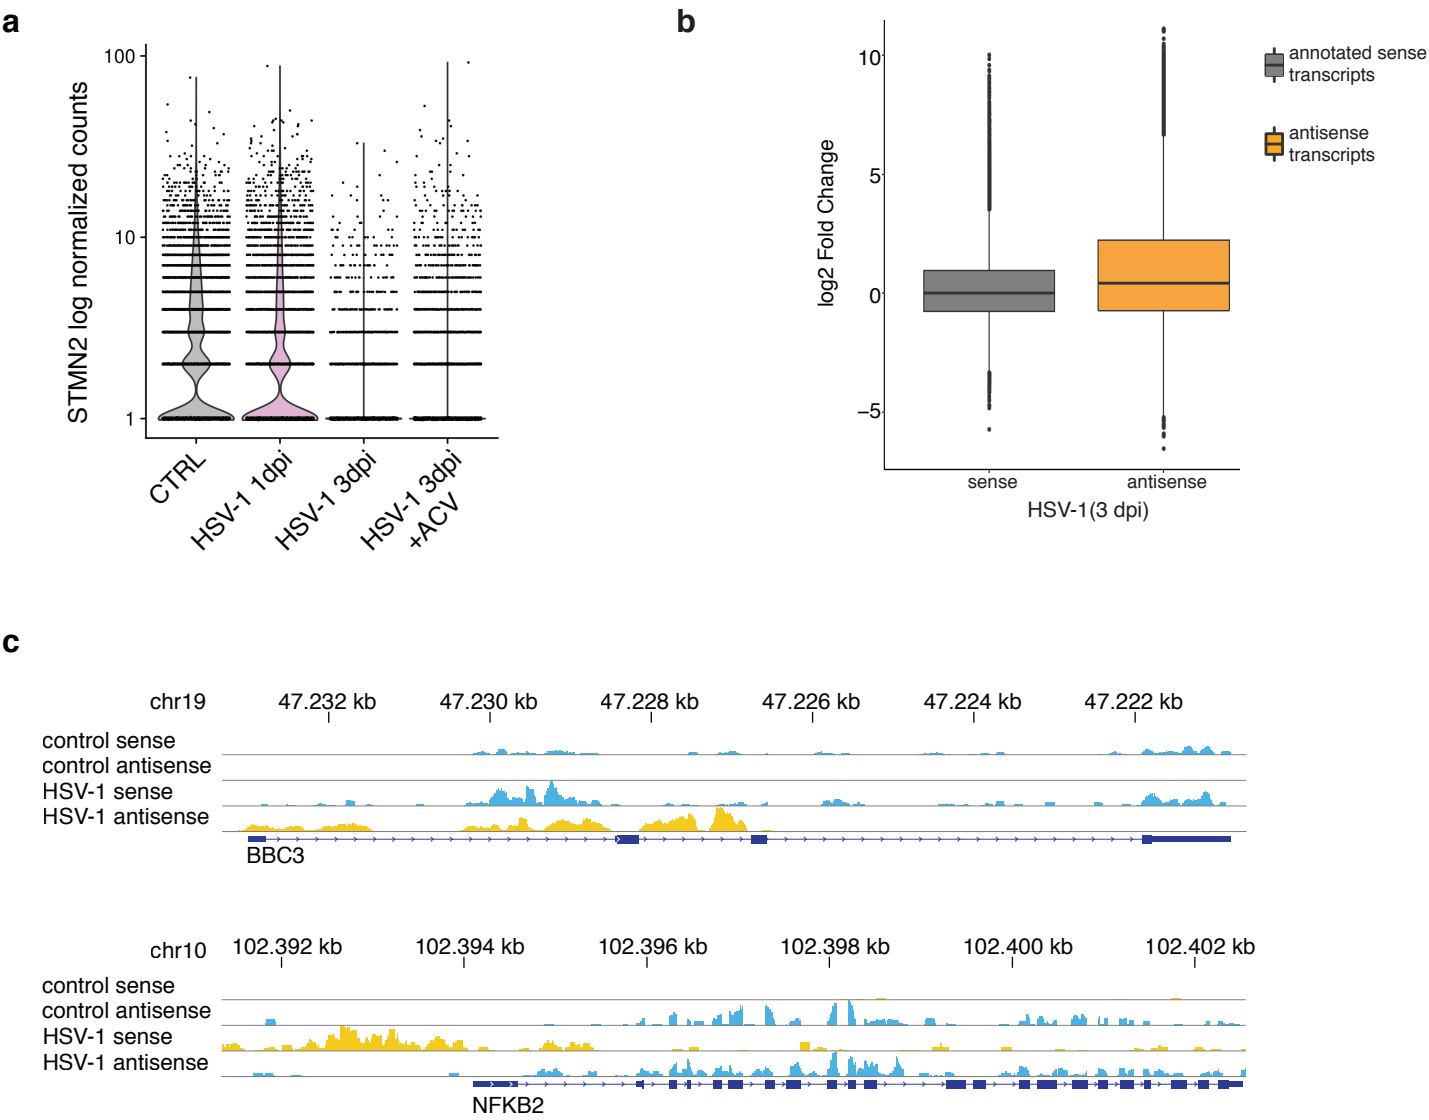 a
STMN2 log normalized counts
100
10
1
CTRL
HSV-1 1dpi
HSV-1 3dpi
HSV-1 3dpi
+ACV
b
log2 Fold Change
10
5
0
−5
sense
antisense
HSV-1(3 dpi)
annotated sense
transcripts
antisense
transcripts
c
chr19 47.232 kb 47.230 kb 47.228 kb 47.226 kb 47.224 kb 47.222 kb
control sense
control antisense
HSV-1 sense
HSV-1 antisense
BBC3
chr10 102.392 kb 102.394 kb 102.396 kb 102.398 kb 102.400 kb 102.402 kb
control sense
control antisense
HSV-1 sense
HSV-1 antisense
NFKB2